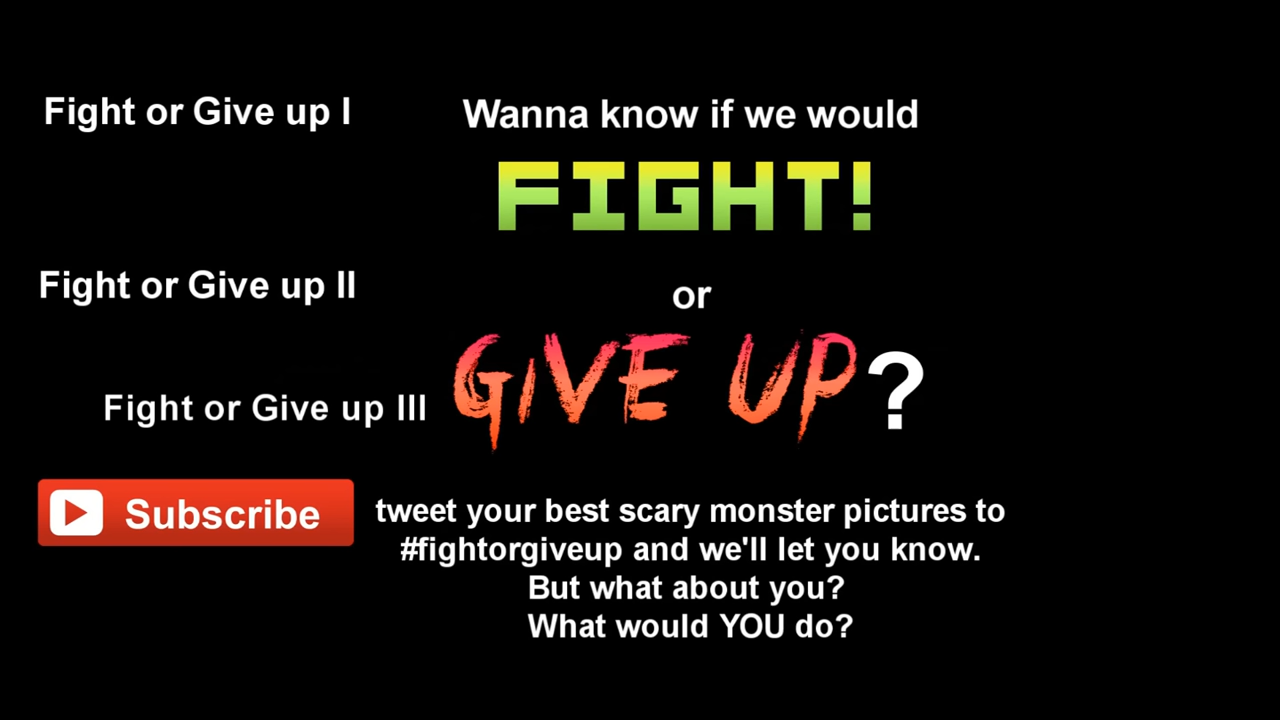 Fight or Give up I
Fight or Give up II
Fight or Give up III
Subscribe
Wanna know if we would
FIGHT!
or
GIVE UP?
tweet your best scary monster pictures to
#fightorgiveup and we'll let you know.
But what about you?
What would YOU do?